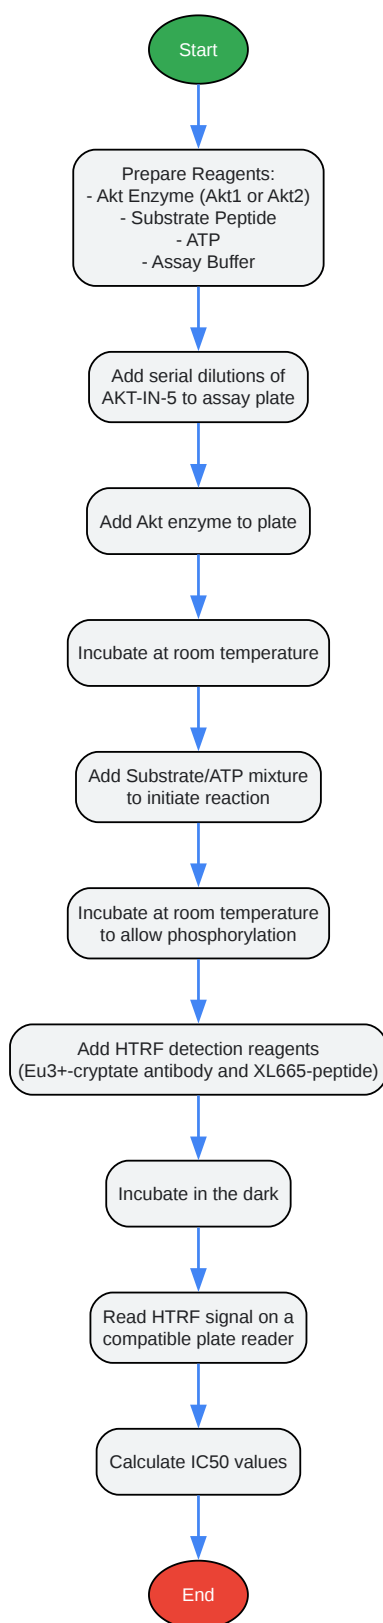 Start
Prepare Reagents:
- Akt Enzyme (Akt1 or Akt2)
- Substrate Peptide
- ATP
- Assay Buffer
Add serial dilutions of
AKT-IN-5 to assay plate
Add Akt enzyme to plate
Incubate at room temperature
Add Substrate/ATP mixture
to initiate reaction
Incubate at room temperature
to allow phosphorylation
Add HTRF detection reagents
(Eu3+-cryptate antibody and XL665-peptide)
Incubate in the dark
Read HTRF signal on a
compatible plate reader
Calculate IC50 values
End